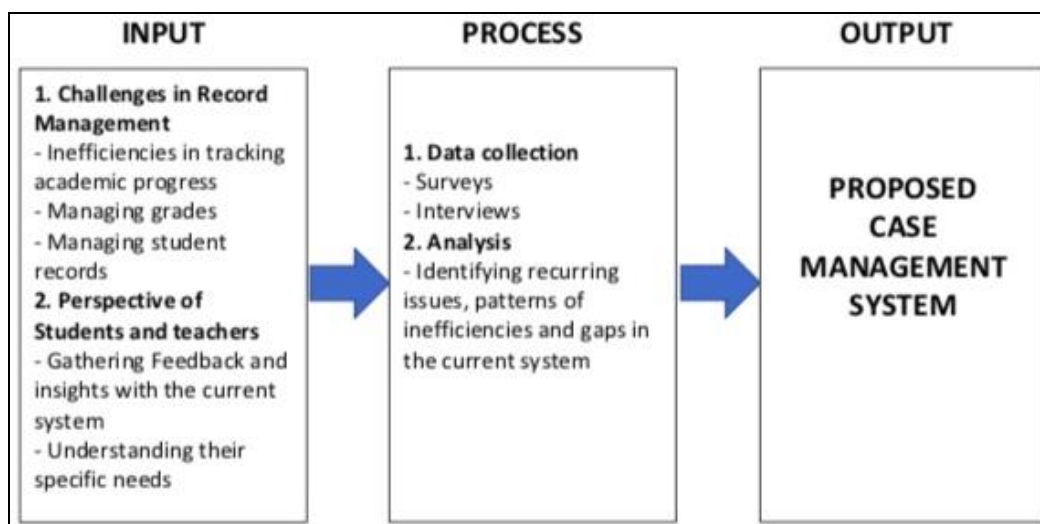 INPUT
1. Challenges in Record
Management
- Inefficiencies in tracking
academic progress
- Managing grades
- Managing student
records
2. Perspective of
Students and teachers
- Gathering Feedback and
insights with the current
system
- Understanding their
specific needs
PROCESS
1. Data collection
- Surveys
- Interviews
2. Analysis
- Identifying recurring
issues, patterns of
inefficiencies and gaps in
the current system
OUTPUT
PROPOSED
CASE
MANAGEMENT
SYSTEM